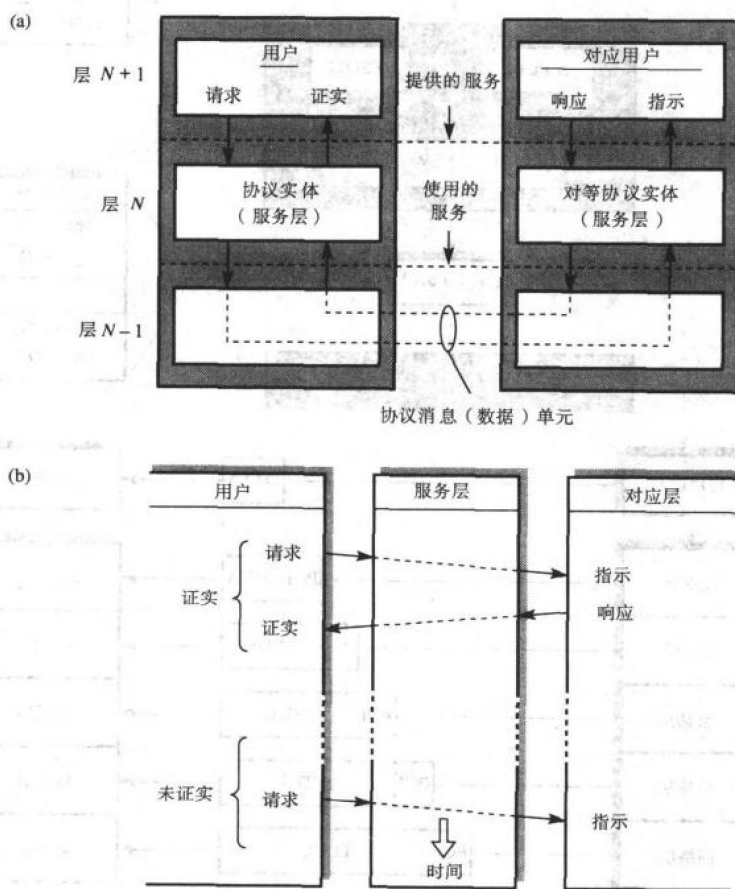 (a)
层 N + 1
用户
请求 证实
提供的服务
对应用户
响应 指示
层 N
协议实体
（服务层）
使用的
服务
对等协议实体
（服务层）
层 N – 1
协议消息（数据）单元
(b)
用户 服务层 对应层
请求
指示
证实
响应
证实
未证实
请求
指示
时间